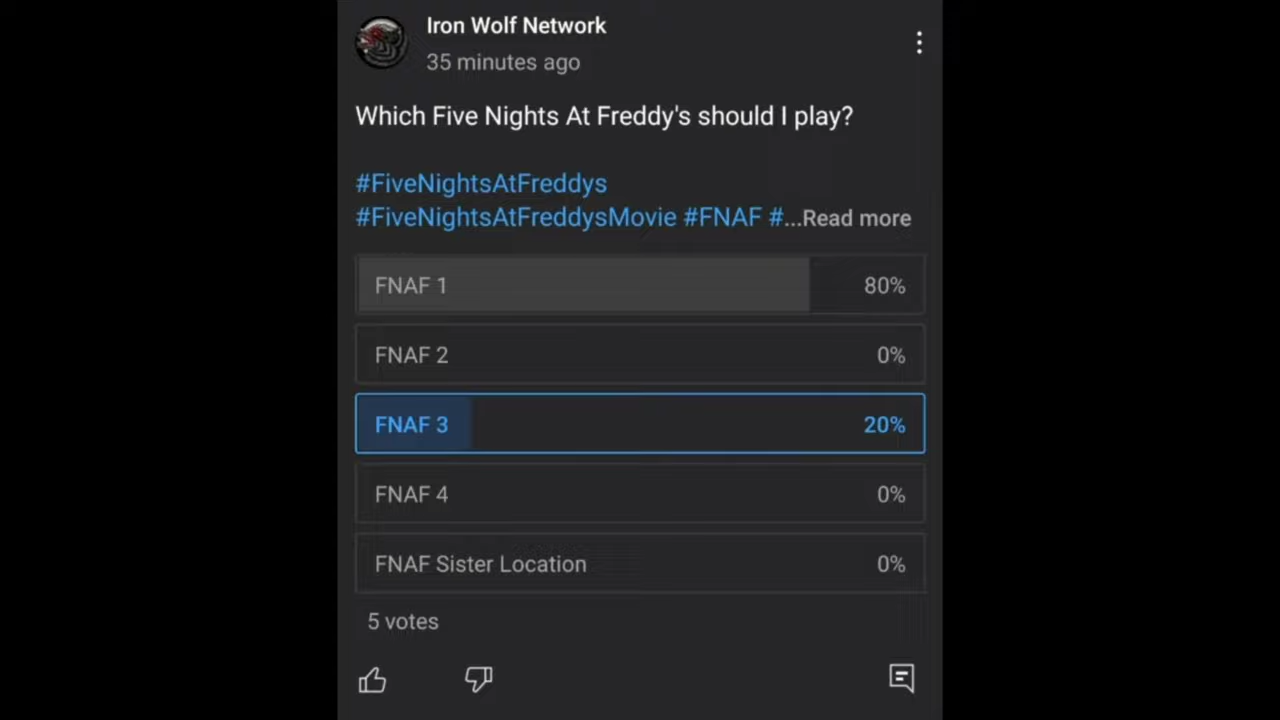 Iron Wolf Network
35 minutes ago
Which Five Nights At Freddy's should I play?
#FiveNightsAtFreddys
#FiveNightsAtFreddysMovie #FNAF #...Read more
FNAF 1 80%
FNAF 2 0%
FNAF 3 20%
FNAF 4 0%
FNAF Sister Location 0%
5 votes